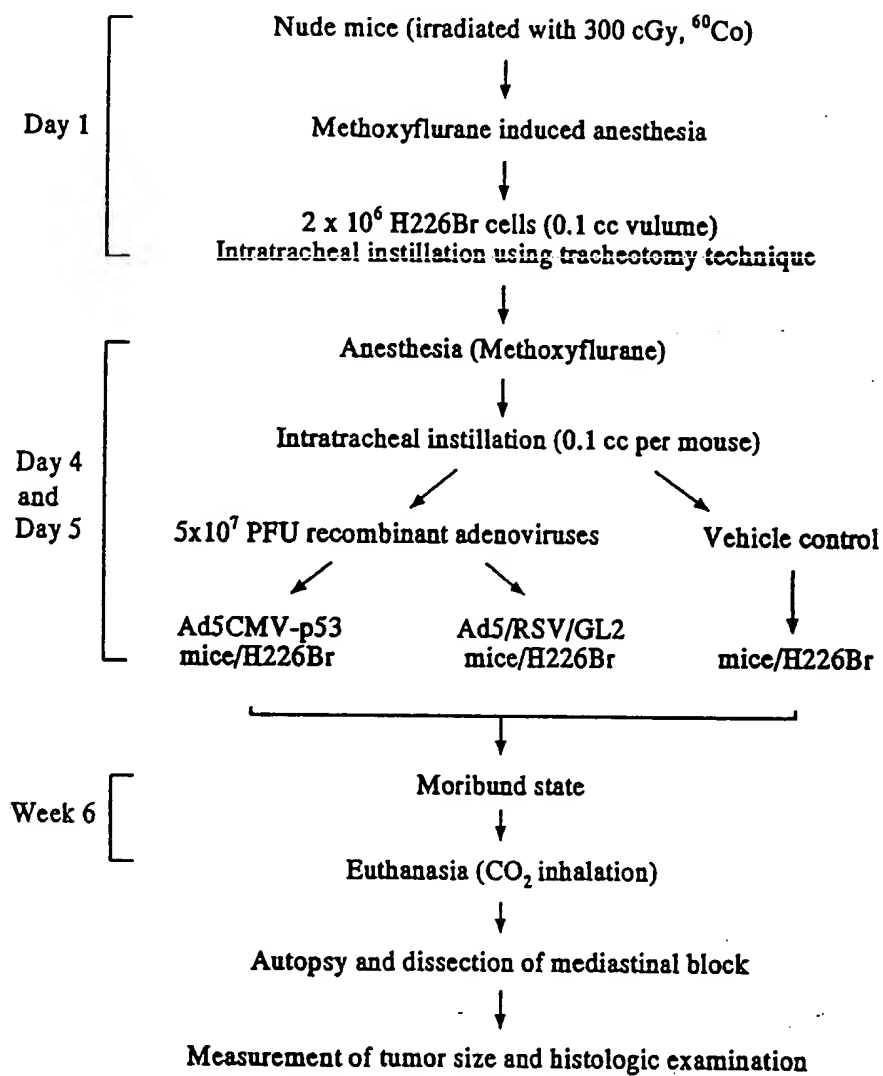 Nude mice (irradiated with 300 cGy, ⁶⁰Co)
Day 1
Methoxyflurane induced anesthesia
2 x 10⁶ H226Br cells (0.1 cc vulume)
Intratracheal instillation using tracheotomy technique
Anesthesia (Methoxyflurane)
Intratracheal instillation (0.1 cc per mouse)
Day 4
and
Day 5
5x10⁷ PFU recombinant adenoviruses
Vehicle control
Ad5CMV-p53
mice/H226Br
Ad5/RSV/GL2
mice/H226Br
mice/H226Br
Moribund state
Week 6
Euthanasia (CO₂ inhalation)
Autopsy and dissection of mediastinal block
Measurement of tumor size and histologic examination